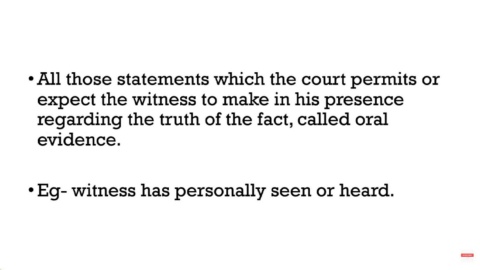 •All those statements which the court permits or
expect the witness to make in his presence
regarding the truth of the fact, called oral
evidence.
•Eg- witness has personally seen or heard.